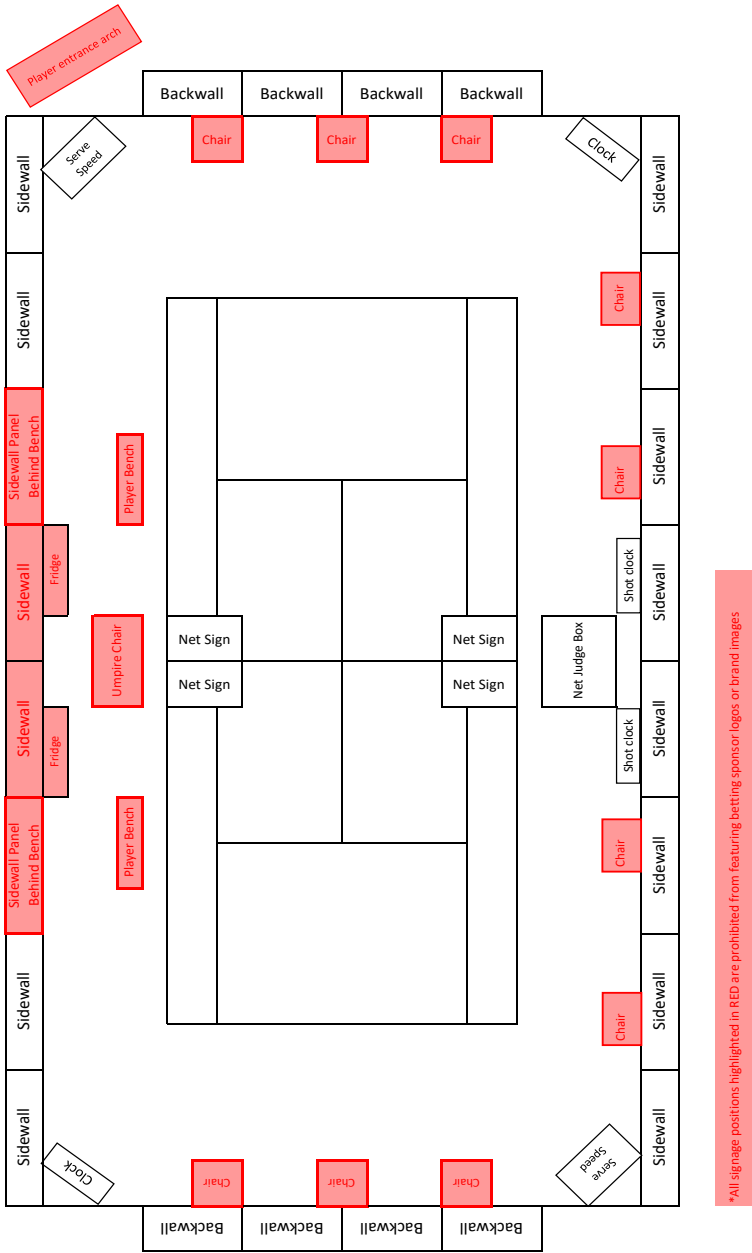 Player entrance arch
Backwall
Backwall
Backwall
Backwall
Chair
Chair
Chair
Serve
Speed
Clock
Sidewall
Sidewall
Sidewall
Chair
Sidewall
Sidewall Panel
Behind Bench
Player Bench
Chair
Sidewall
Sidewall
Fridge
Shot clock
Sidewall
Umpire Chair
Net Sign
Net Sign
Net Judge Box
Net Sign
Net Sign
Sidewall
Fridge
Shot clock
Sidewall
Sidewall Panel
Behind Bench
Player Bench
Chair
Sidewall
Sidewall
Chair
Sidewall
Sidewall
Clock
Chair
Chair
Chair
Serve
Speed
Sidewall
Backwall
Backwall
Backwall
Backwall
*All signage positions highlighted in RED are prohibited from featuring betting sponsor logos or brand images